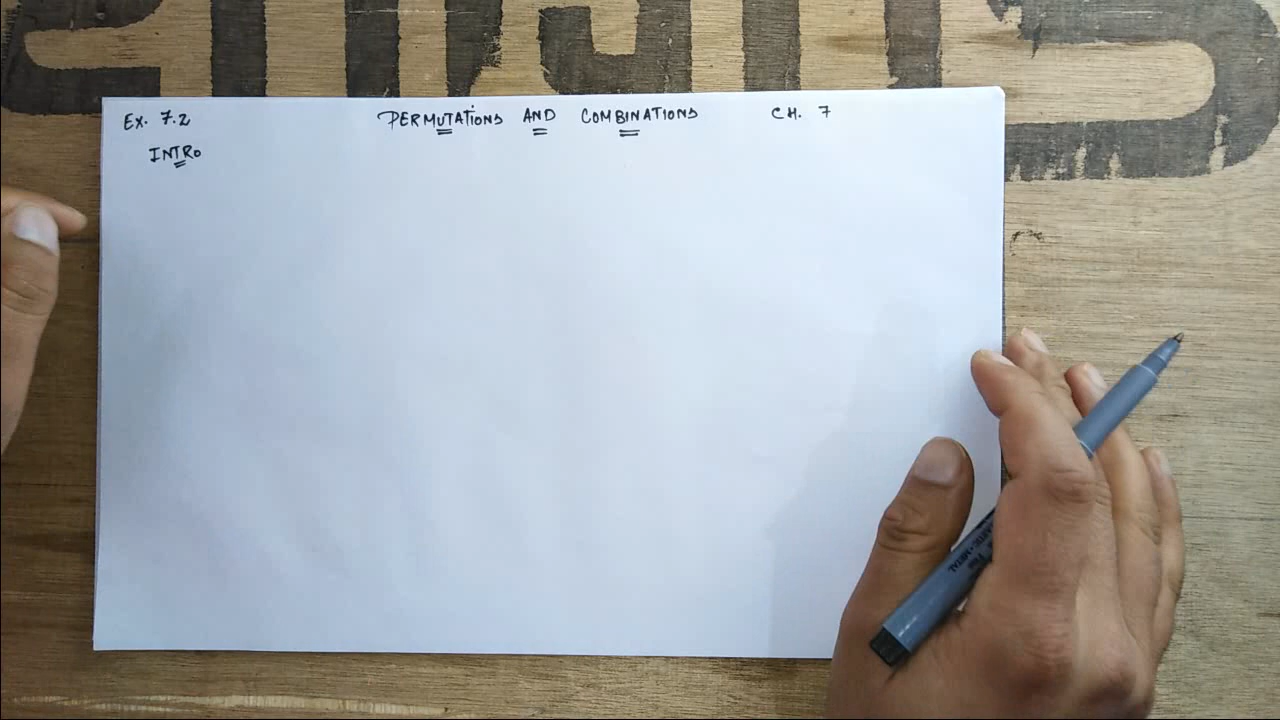 Ex. 7.2 PERMUTATiONS AND COMBINATIONS CH. 7
INTRO